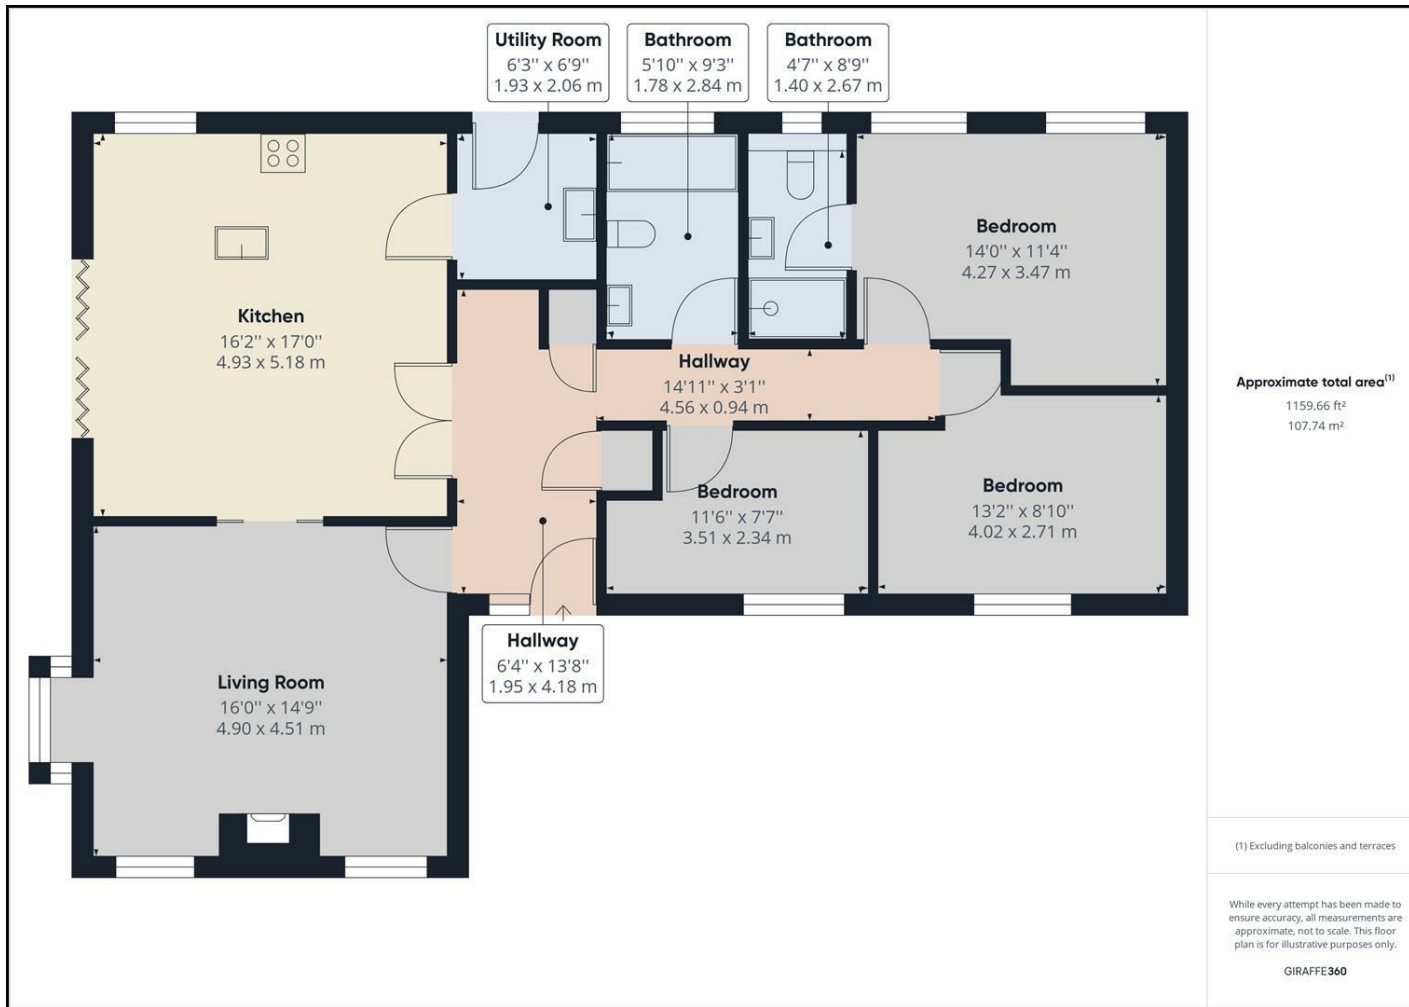 Utility Room
6'3'' x 6'9''
1.93 x 2.06 m
Bathroom
5'10'' x 9'3''
1.78 x 2.84 m
Bathroom
4'7'' x 8'9''
1.40 x 2.67 m
Bedroom
14'0'' x 11'4''
4.27 x 3.47 m
Kitchen
16'2'' x 17'0''
4.93 x 5.18 m
Hallway
14'11'' x 3'1''
4.56 x 0.94 m
Bedroom
11'6'' x 7'7''
3.51 x 2.34 m
Bedroom
13'2'' x 8'10''
4.02 x 2.71 m
Hallway
6'4'' x 13'8''
1.95 x 4.18 m
Living Room
16'0'' x 14'9''
4.90 x 4.51 m
Approximate total area(1)
1159.66 ft²
107.74 m²
(1) Excluding balconies and terraces
While every attempt has been made to
ensure accuracy, all measurements are
approximate, not to scale. This floor
plan is for illustrative purposes only.
GIRAFFE360